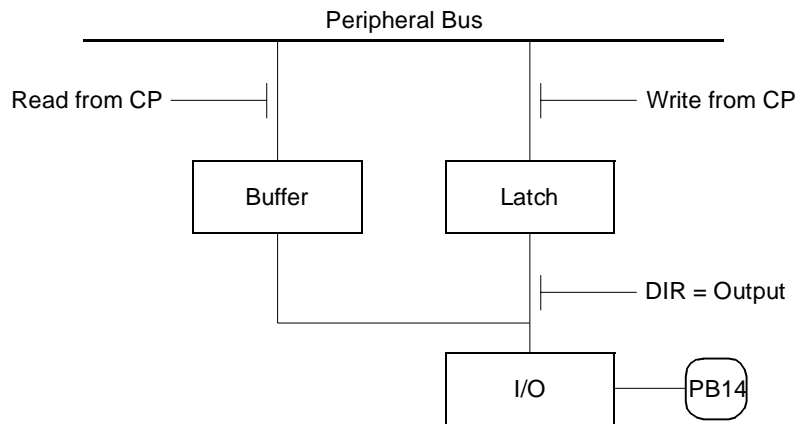 Peripheral Bus
Read from CP
Write from CP
Buffer
Latch
DIR = Output
I/O
PB14